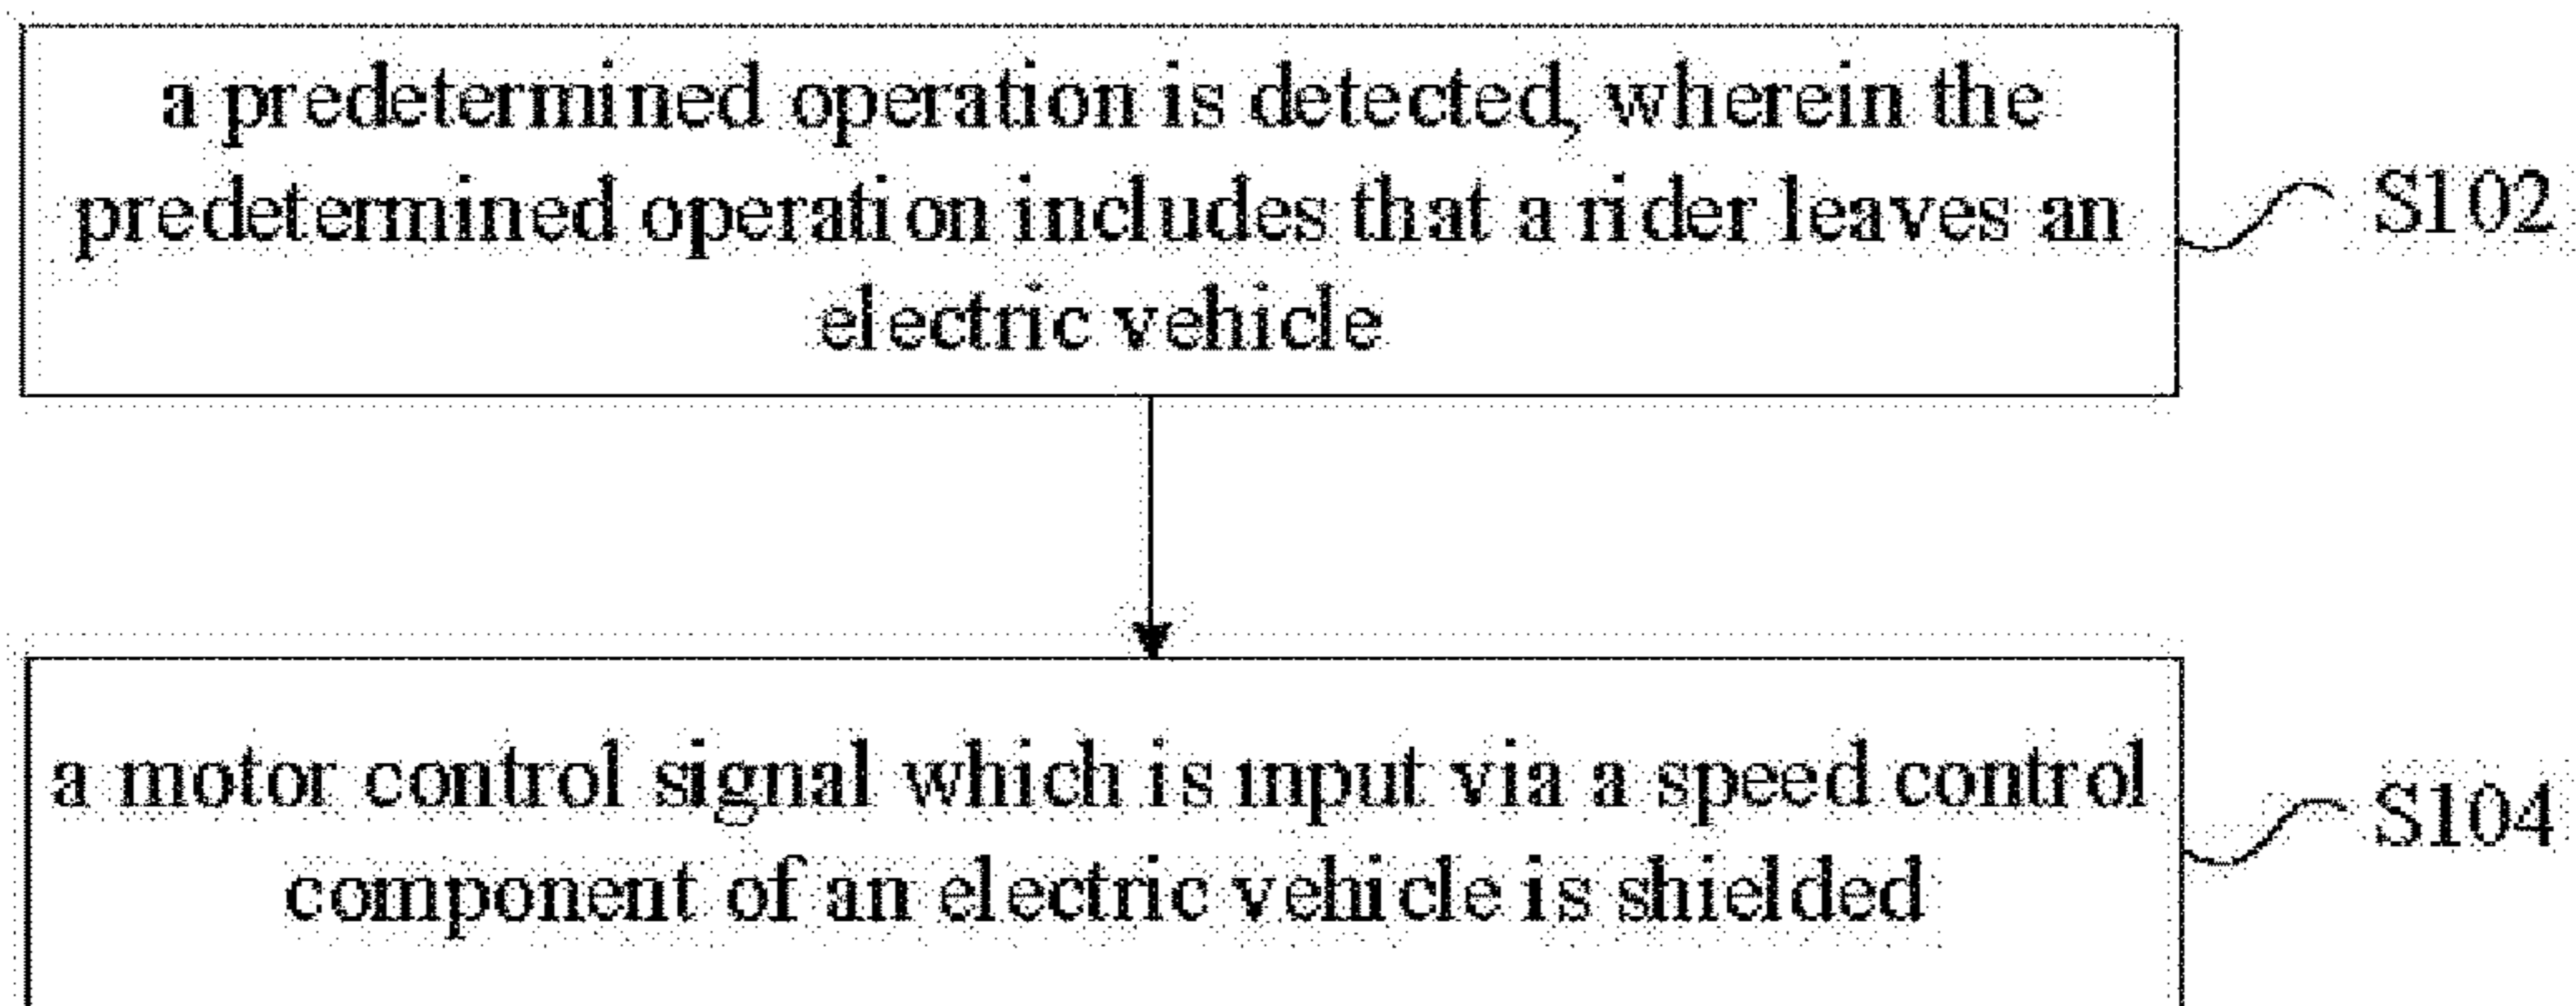 a predetermined operation is detected, wherein the
predetermined operation includes that a rider leaves an
electric vehicle
S102
a motor control signal which is input via a speed control
component of an electric vehicle is shielded
S104